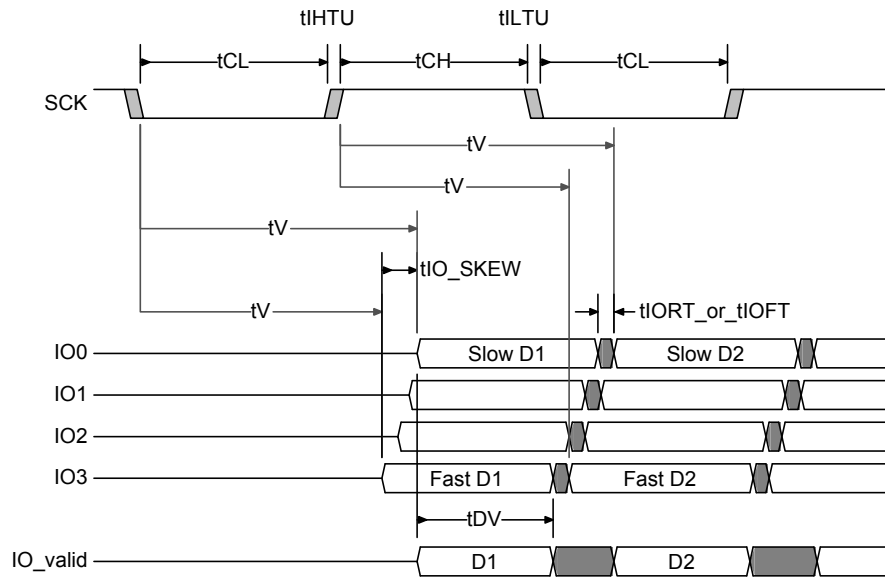 tIHTU tILTU
tCL tCH tCL
SCK
tV
tV
tV
tIO_SKEW
tV tIORT_or_tIOFT
IO0 Slow D1 Slow D2
IO1
IO2
IO3 Fast D1 Fast D2
tDV
IO_valid D1 D2